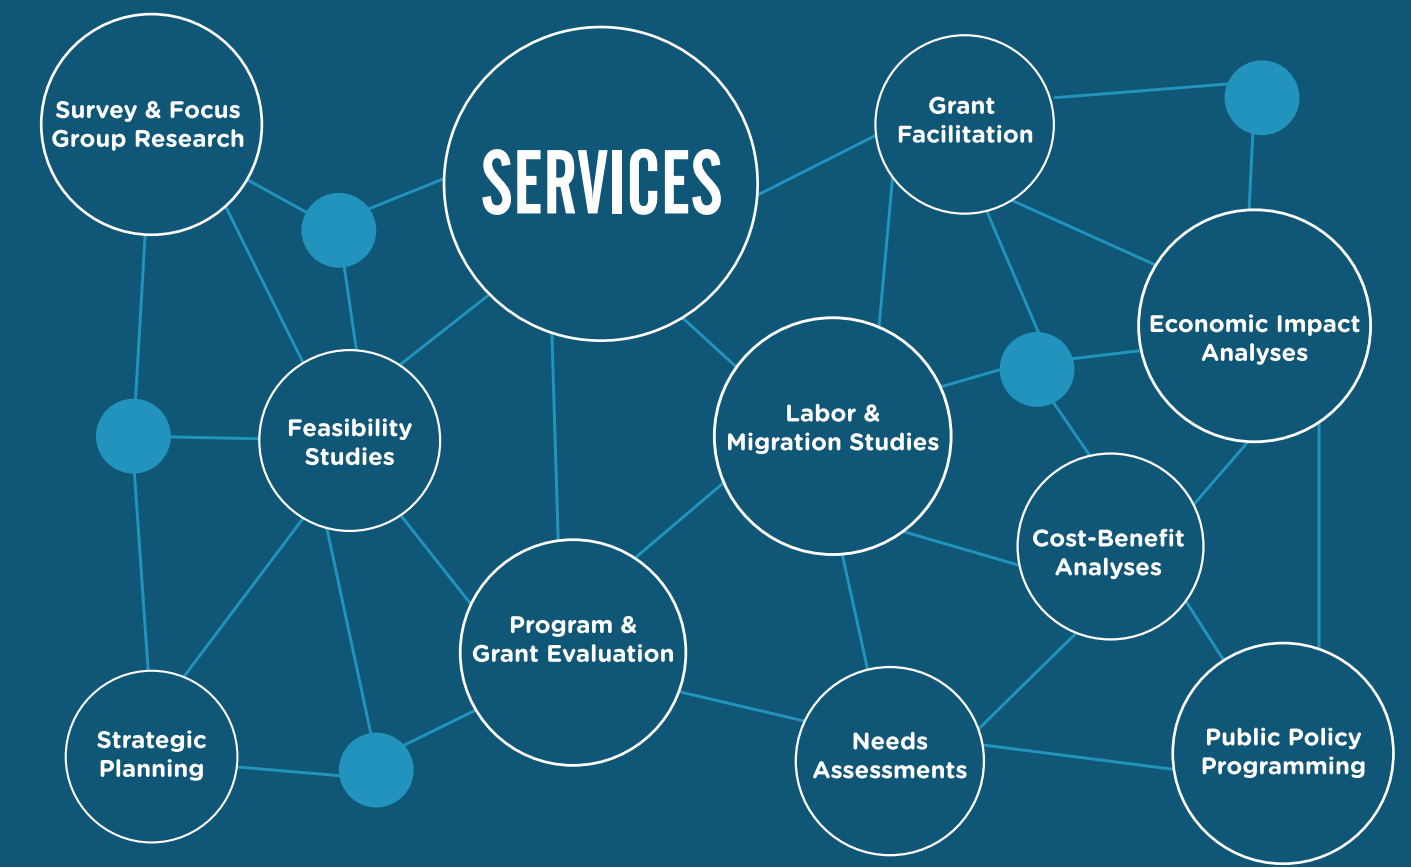 SERVICES
Survey & Focus
Group Research
Grant
Facilitation
Economic Impact
Analyses
Labor &
Migration Studies
Feasibility
Studies
Cost-Benefit
Analyses
Program &
Grant Evaluation
Strategic
Planning
Needs
Assessments
Public Policy
Programming